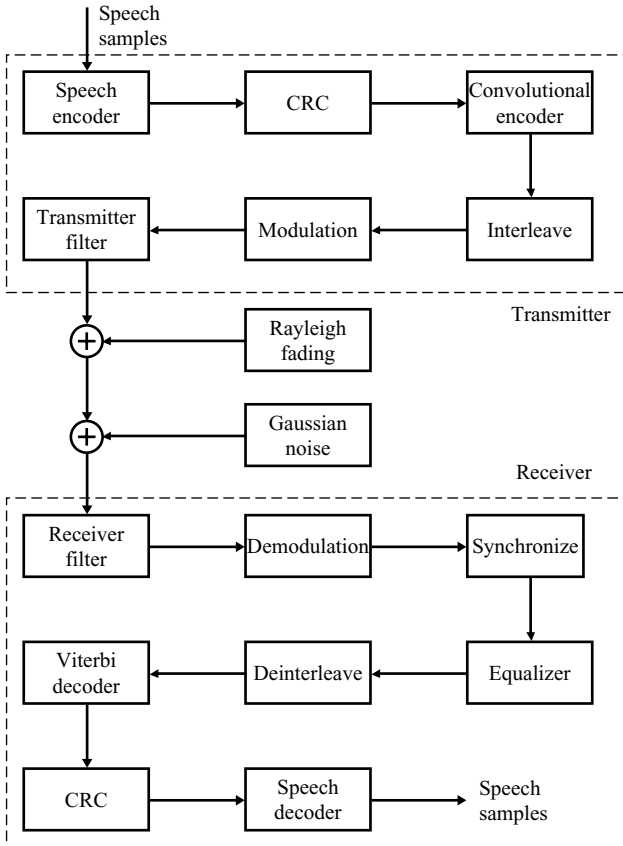 Speech
samples
Speech
encoder
CRC
Convolutional
encoder
Transmitter
filter
Modulation
Interleave
Transmitter
Rayleigh
fading
Gaussian
noise
Receiver
Receiver
filter
Demodulation
Synchronize
Viterbi
decoder
Deinterleave
Equalizer
CRC
Speech
decoder
Speech
samples